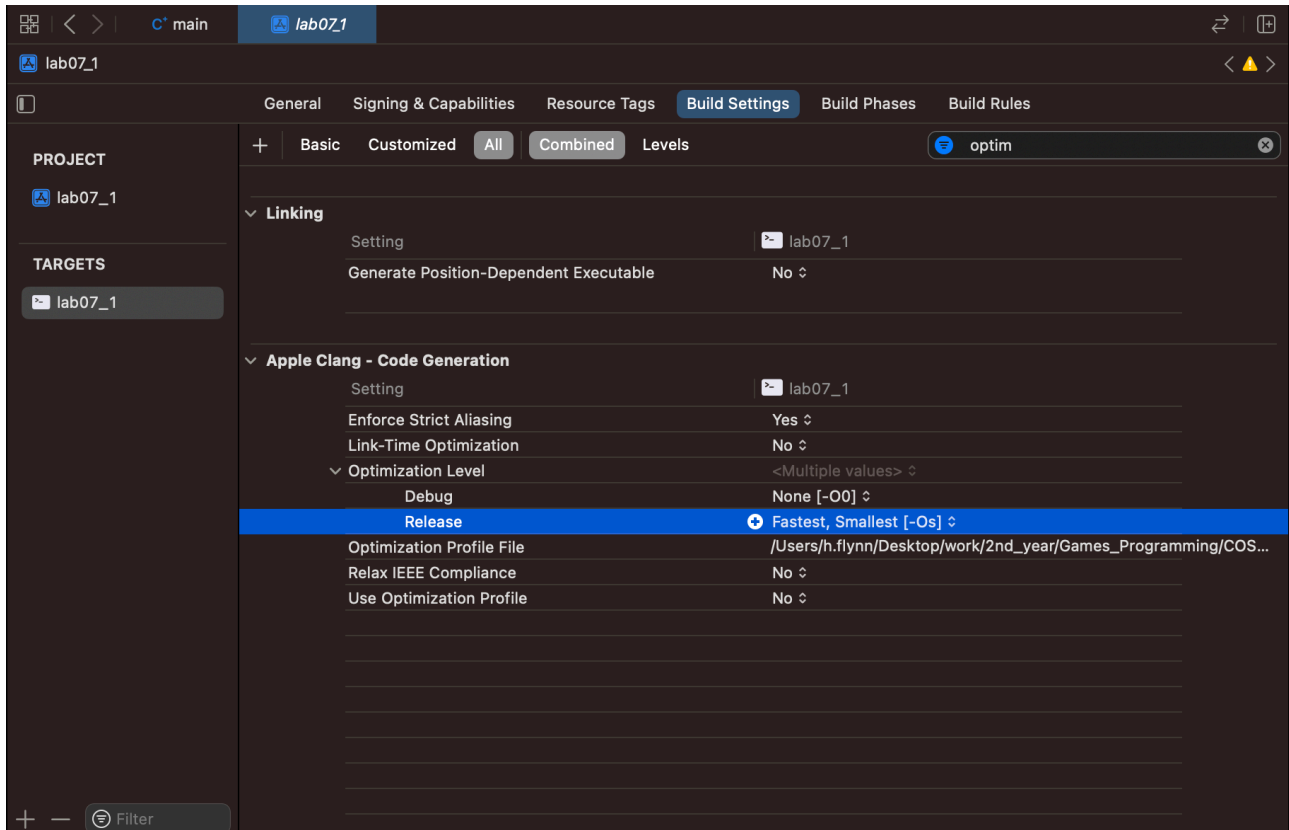 C+ main lab07_1
lab07_1
General Signing & Capabilities Resource Tags Build Settings Build Phases Build Rules
+ Basic Customized All Combined Levels optim
PROJECT
lab07_1
TARGETS
lab07_1
Linking
Setting lab07_1
Generate Position-Dependent Executable No
Apple Clang - Code Generation
Setting lab07_1
Enforce Strict Aliasing Yes
Link-Time Optimization No
Optimization Level <Multiple values>
Debug None [-O0]
Release Fastest, Smallest [-Os]
Optimization Profile File /Users/h.flynn/Desktop/work/2nd_year/Games_Programming/COS...
Relax IEEE Compliance No
Use Optimization Profile No
Filter